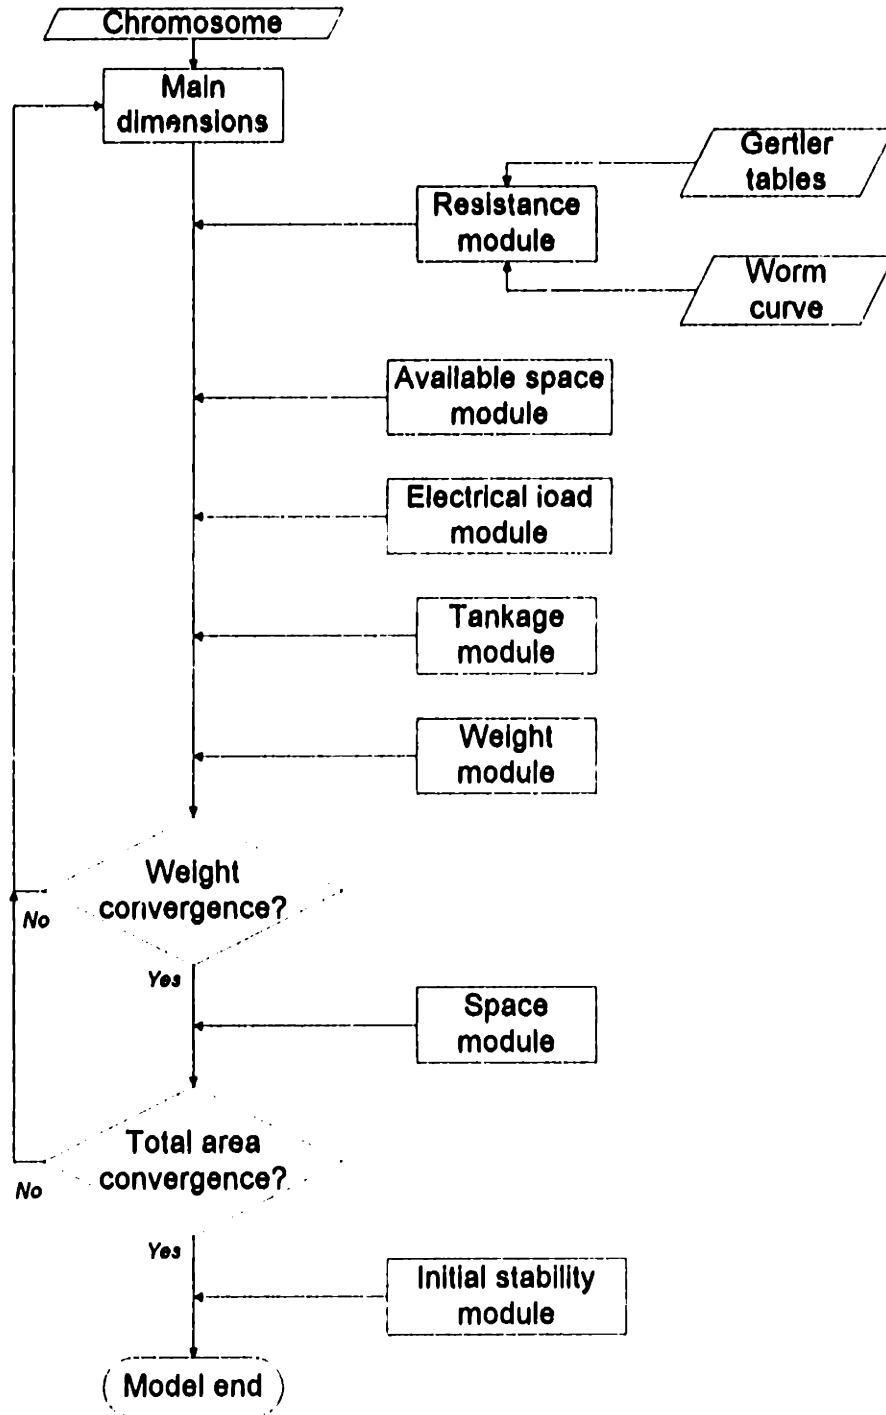 Chromosome
Main
dimensions
Gertler
tables
Resistance
module
Worm
curve
Available space
module
Electrical load
module
Tankage
module
Weight
module
Weight
convergence?
No
Yes
Space
module
Total area
convergence?
No
Yes
Initial stability
module
Model end